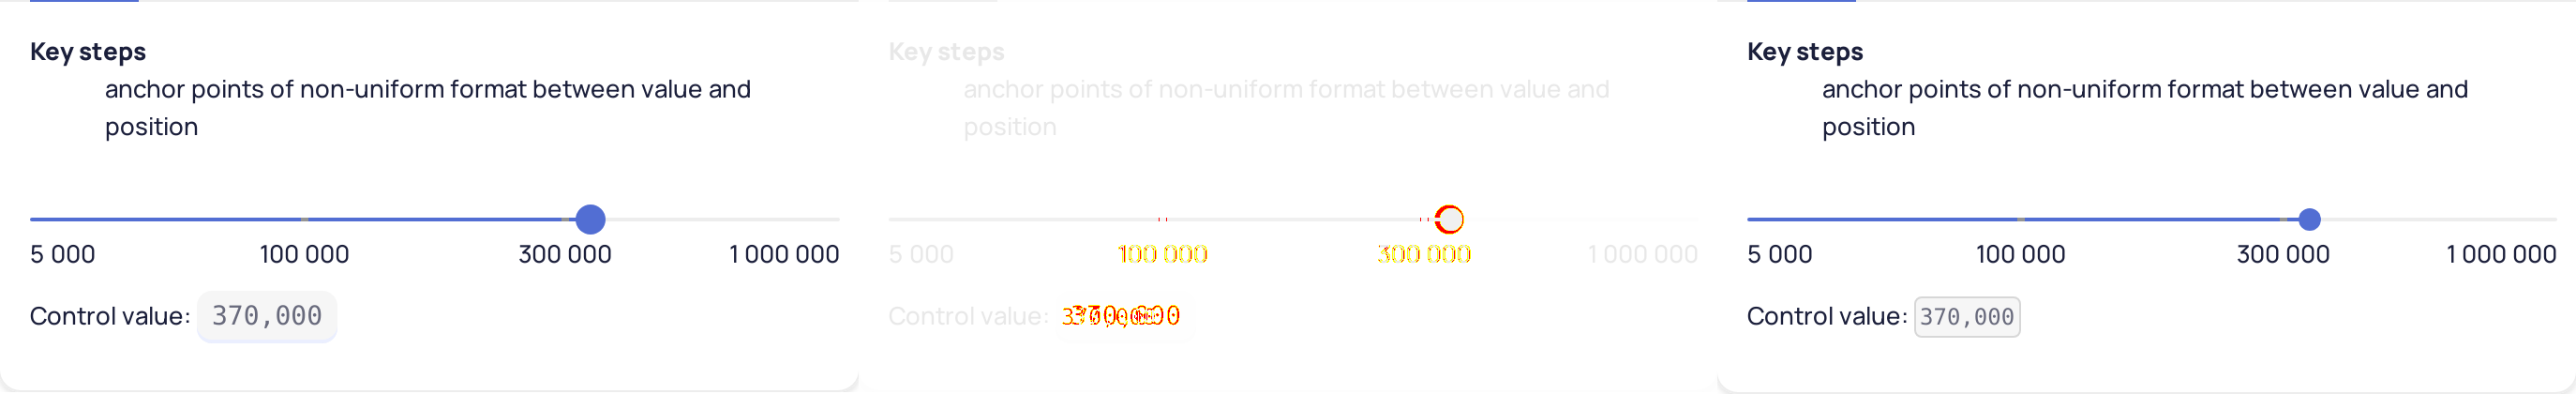 Key steps
anchor points of non-uniform format between value and
position
5 000 100 000 300 000 1 000 000
Control value: 370,000
Key steps
anchor points of non-uniform format between value and
position
5 000 100 000 300 000 1 000 000
Control value:
Key steps
anchor points of non-uniform format between value and
position
5 000 100 000 300 000 1 000 000
Control value: 370,000